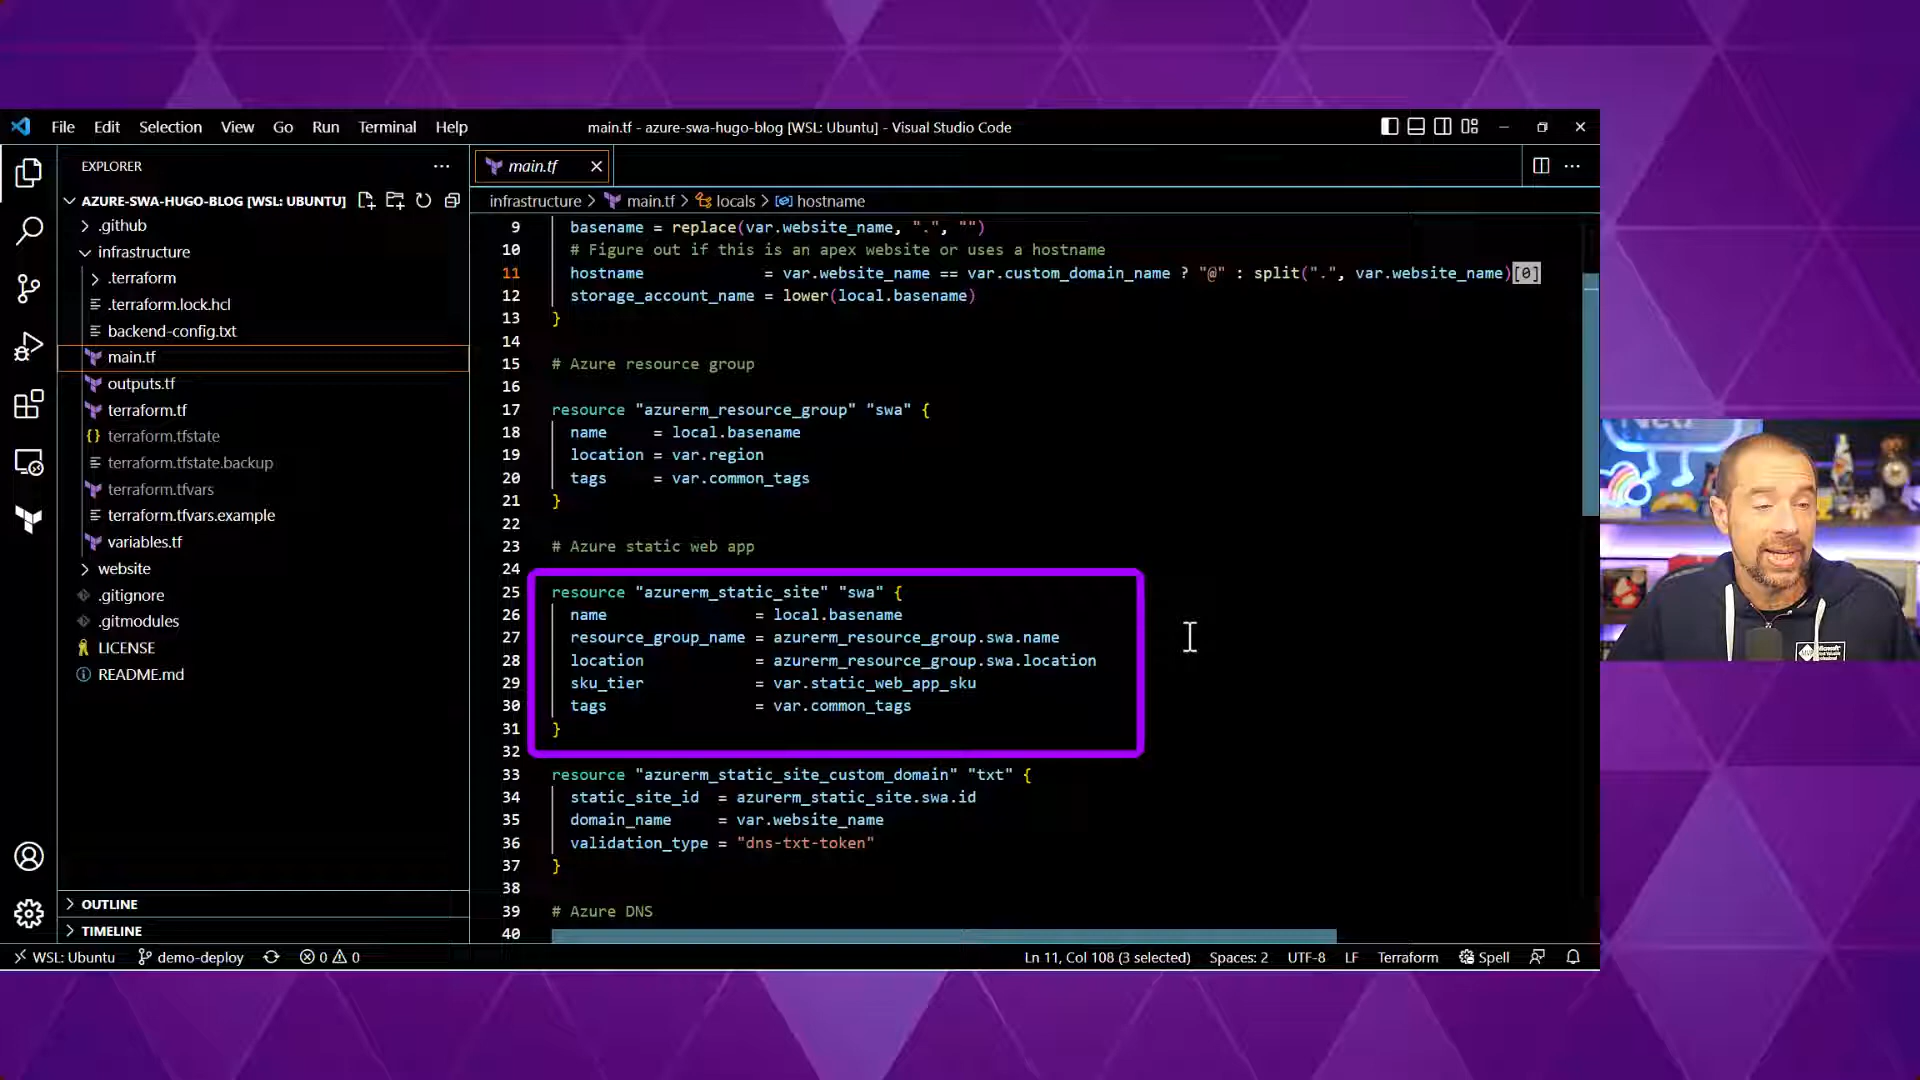 File Edit Selection View Go Run Terminal Help
main.tf - azure-swa-hugo-blog [WSL: Ubuntu] - Visual Studio Code
EXPLORER
AZURE-SWA-HUGO-BLOG [WSL: UBUNTU]
.github
infrastructure
.terraform
.terraform.lock.hcl
backend-config.txt
main.tf
outputs.tf
terraform.tf
terraform.tfstate
terraform.tfstate.backup
terraform.tfvars
terraform.tfvars.example
variables.tf
website
.gitignore
.gitmodules
LICENSE
README.md
OUTLINE
TIMELINE
main.tf
infrastructure > main.tf > locals > hostname
9 basename = replace(var.website_name, ".", "")
10 # Figure out if this is an apex website or uses a hostname
11 hostname = var.website_name == var.custom_domain_name ? "@" : split(".", var.website_name)[0]
12 storage_account_name = lower(local.basename)
13 }
14
15 # Azure resource group
16
17 resource "azurerm_resource_group" "swa" {
18 name = local.basename
19 location = var.region
20 tags = var.common_tags
21 }
22
23 # Azure static web app
24
25 resource "azurerm_static_site" "swa" {
26 name = local.basename
27 resource_group_name = azurerm_resource_group.swa.name
28 location = azurerm_resource_group.swa.location
29 sku_tier = var.static_web_app_sku
30 tags = var.common_tags
31 }
32
33 resource "azurerm_static_site_custom_domain" "txt" {
34 static_site_id = azurerm_static_site.swa.id
35 domain_name = var.website_name
36 validation_type = "dns-txt-token"
37 }
38
39 # Azure DNS
40
WSL: Ubuntu demo-deploy 0 0
Ln 11, Col 108 (3 selected) Spaces: 2 UTF-8 LF Terraform Spell
Microsoft